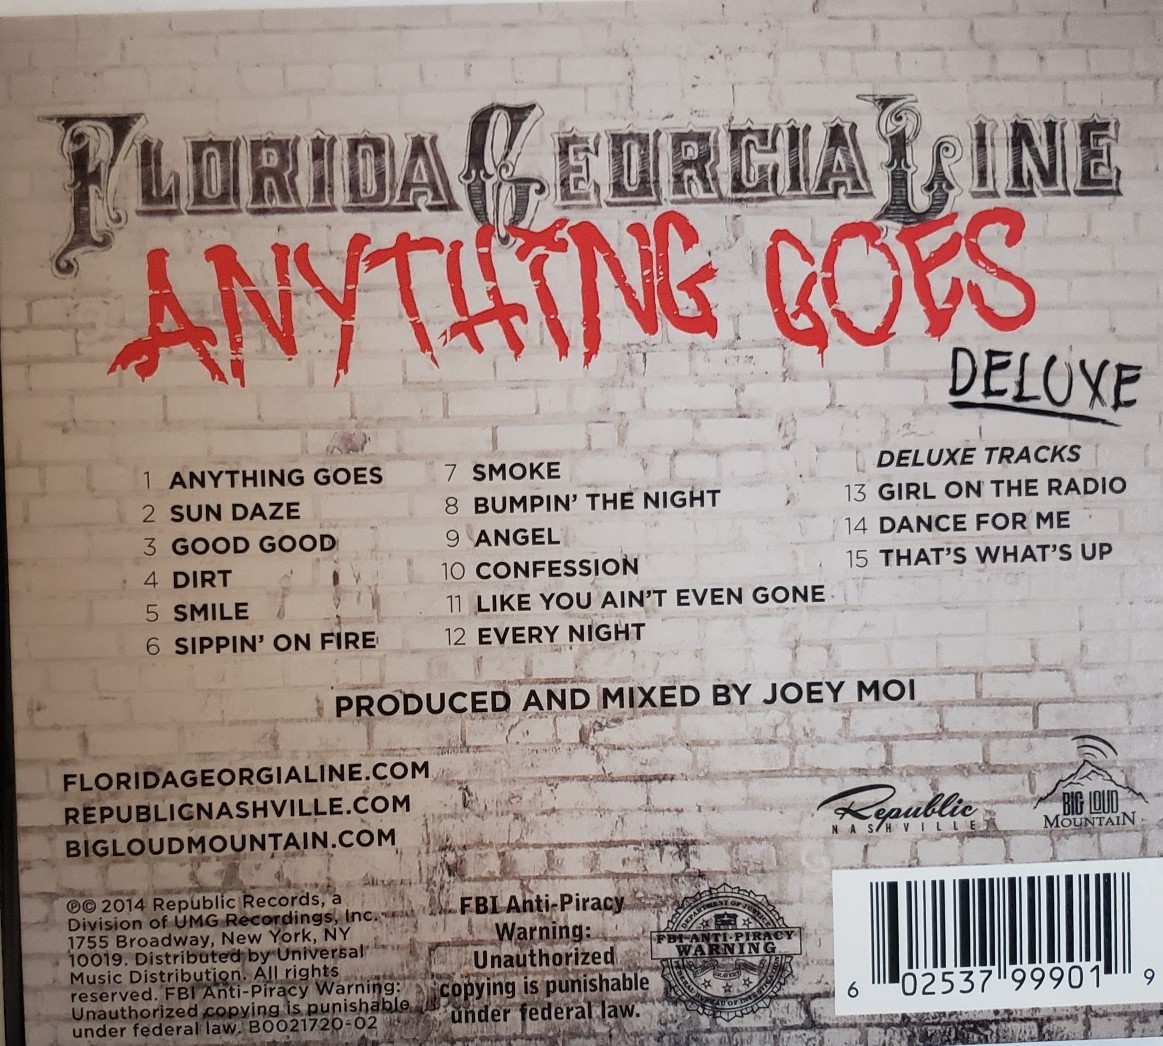 FLORIDA GEORGIA LINE
ANYTHING GOES
DELUXE
1 ANYTHING GOES
2 SUN DAZE
3 GOOD GOOD
4 DIRT
5 SMILE
6 SIPPIN' ON FIRE
7 SMOKE
8 BUMPIN' THE NIGHT
9 ANGEL
10 CONFESSION
11 LIKE YOU AIN'T EVEN GONE
12 EVERY NIGHT
DELUXE TRACKS
13 GIRL ON THE RADIO
14 DANCE FOR ME
15 THAT'S WHAT'S UP
PRODUCED AND MIXED BY JOEY MOI
FLORIDAGEORGIALINE.COM
REPUBLICNASHVILLE.COM
BIGLOUDMOUNTAIN.COM
Republic
NASHVILLE
BIG LOUD
MOUNTAIN
℗© 2014 Republic Records, a
Division of UMG Recordings, Inc.
1755 Broadway, New York, NY
10019. Distributed by Universal
Music Distribution. All rights
reserved. FBI Anti-Piracy Warning:
Unauthorized copying is punishable
under federal law. B0021720-02
FBI Anti-Piracy
Warning:
Unauthorized
copying is punishable
under federal law.
DEPARTMENT OF JUSTICE
FBI ANTI-PIRACY
WARNING
6 02537 99901 9